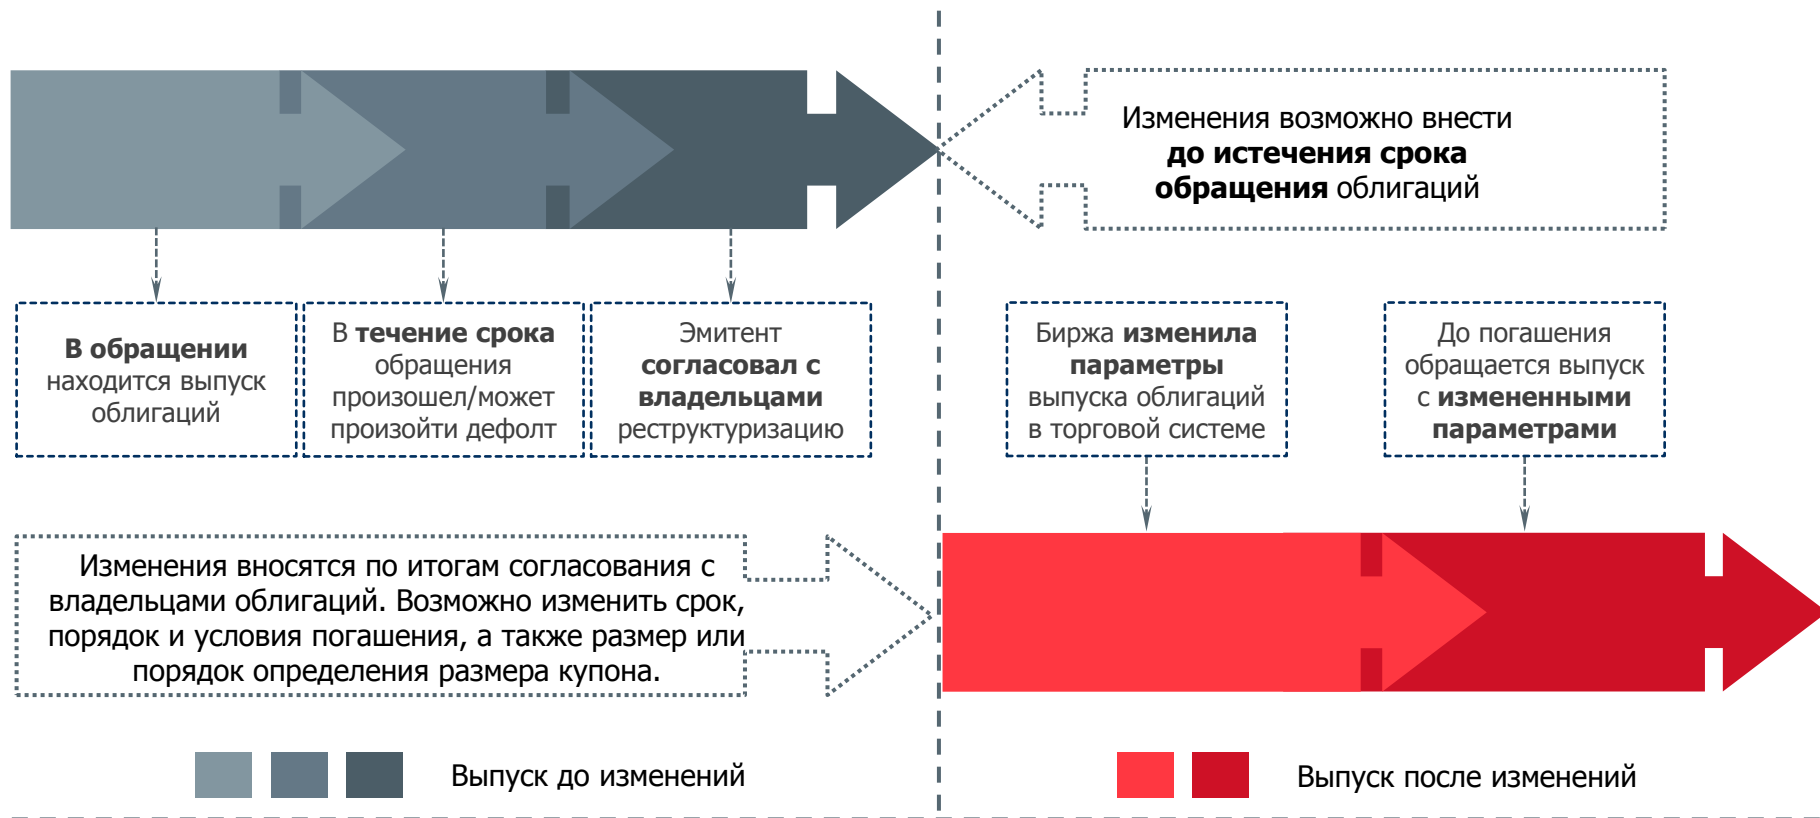 Изменения возможно внести
до истечения срока
обращения облигаций
В обращении
находится выпуск
облигаций
В течение срока
обращения
произошел/может
произойти дефолт
Эмитент
согласовал с
владельцами
реструктуризацию
Биржа изменила
параметры
выпуска облигаций
в торговой системе
До погашения
обращается выпуск
с измененными
параметрами
Изменения вносятся по итогам согласования с
владельцами облигаций. Возможно изменить срок,
порядок и условия погашения, а также размер или
порядок определения размера купона.
Выпуск до изменений
Выпуск после изменений